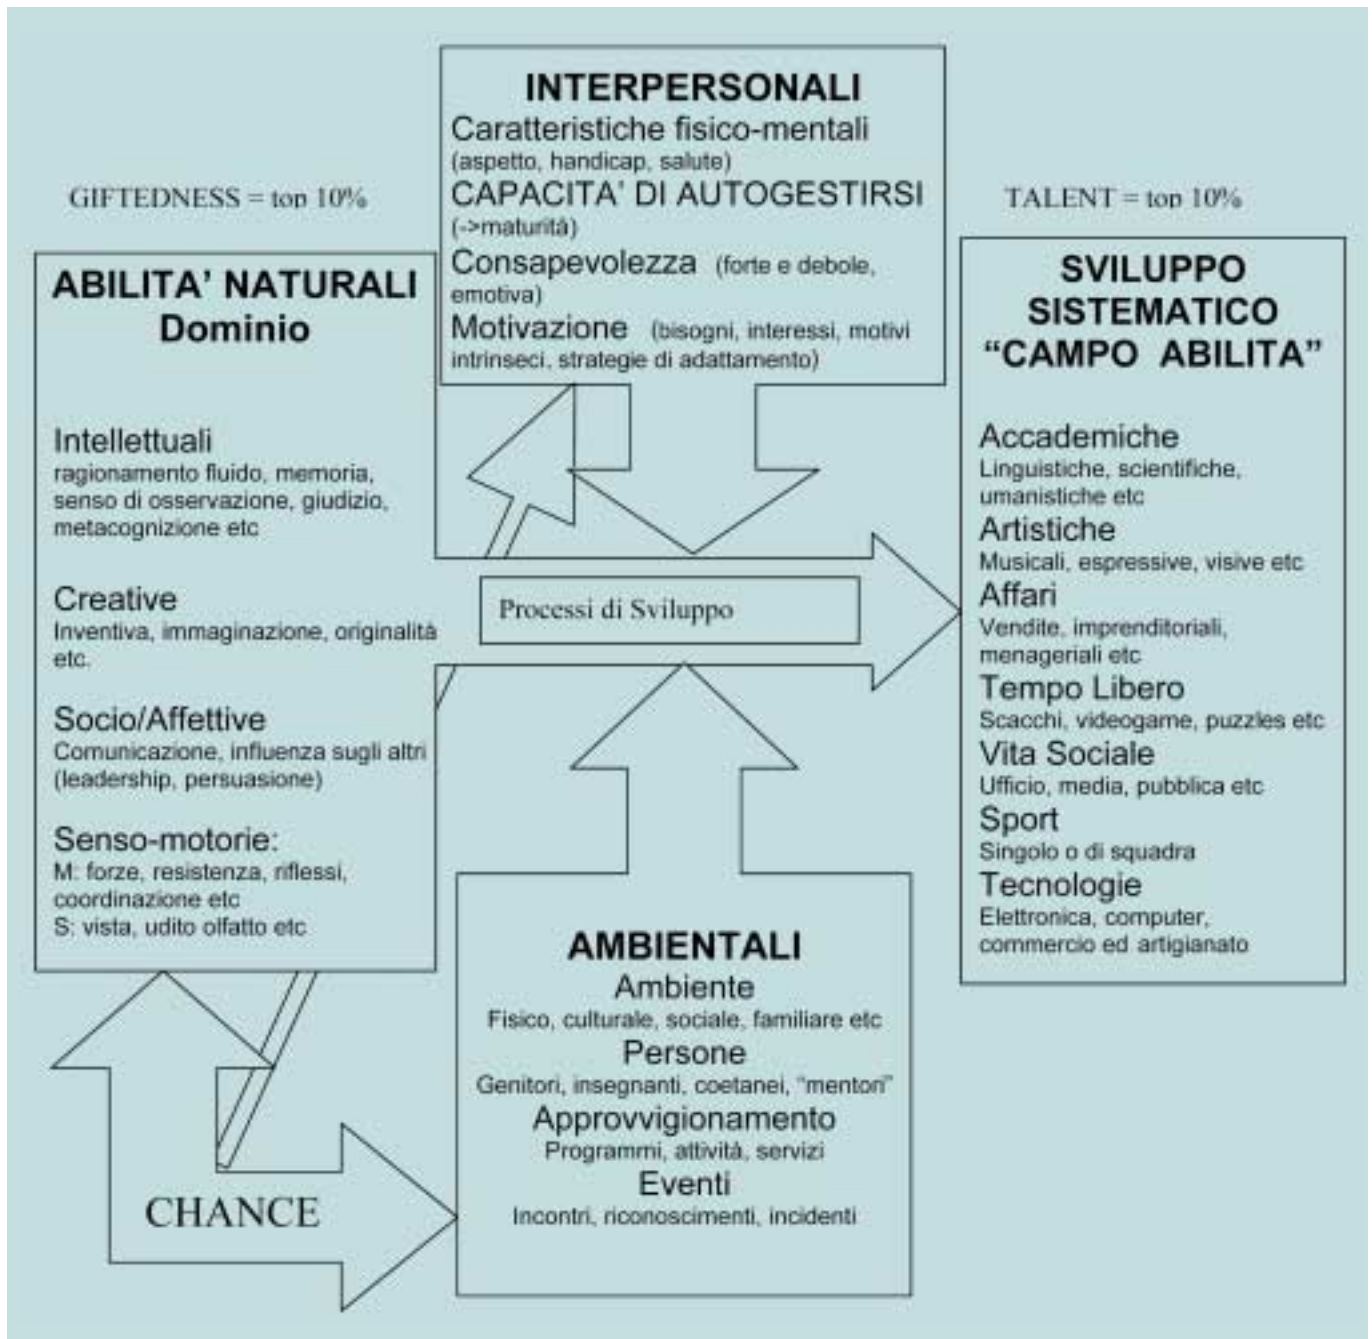 INTERPERSONALI
Caratteristiche fisico-mentali
(aspetto, handicap, salute)
CAPACITA' DI AUTOGESTIRSI
(->maturità)
Consapevolezza (forte e debole,
emotiva)
Motivazione (bisogni, interessi, motivi
intrinseci, strategie di adattamento)
GIFTEDNESS = top 10%
ABILITA' NATURALI
Dominio
Intellettuali
ragionamento fluido, memoria,
senso di osservazione, giudizio,
metacognizione etc
Creative
Inventiva, immaginazione, originalità
etc.
Socio/Affettive
Comunicazione, influenza sugli altri
(leadership, persuasione)
Senso-motorie:
M: forze, resistenza, riflessi,
coordinazione etc
S: vista, udito olfatto etc
Processi di Sviluppo
TALENT = top 10%
SVILUPPO
SISTEMATICO
“CAMPO ABILITA”
Accademiche
Linguistiche, scientifiche,
umanistiche etc
Artistiche
Musicali, espressive, visive etc
Affari
Vendite, imprenditoriali,
menageriali etc
Tempo Libero
Scacchi, videogame, puzzles etc
Vita Sociale
Ufficio, media, pubblica etc
Sport
Singolo o di squadra
Tecnologie
Elettronica, computer,
commercio ed artigianato
AMBIENTALI
Ambiente
Fisico, culturale, sociale, familiare etc
Persone
Genitori, insegnanti, coetanei, “mentori”
Approvvigionamento
Programmi, attività, servizi
Eventi
Incontri, riconoscimenti, incidenti
CHANCE